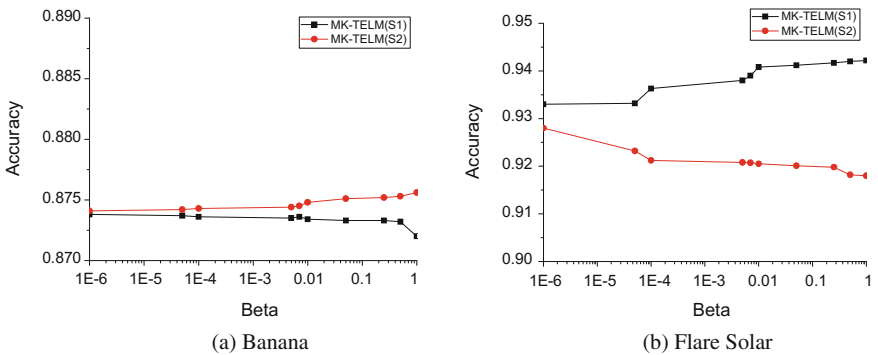 0.890
0.885
0.880
0.875
0.870
Accuracy
MK-TELM(S1)
MK-TELM(S2)
1E-6 1E-5 1E-4 1E-3 0.01 0.1 1
Beta
(a) Banana
0.95
0.94
0.93
0.92
0.91
0.90
Accuracy
MK-TELM(S1)
MK-TELM(S2)
1E-6 1E-5 1E-4 1E-3 0.01 0.1 1
Beta
(b) Flare Solar